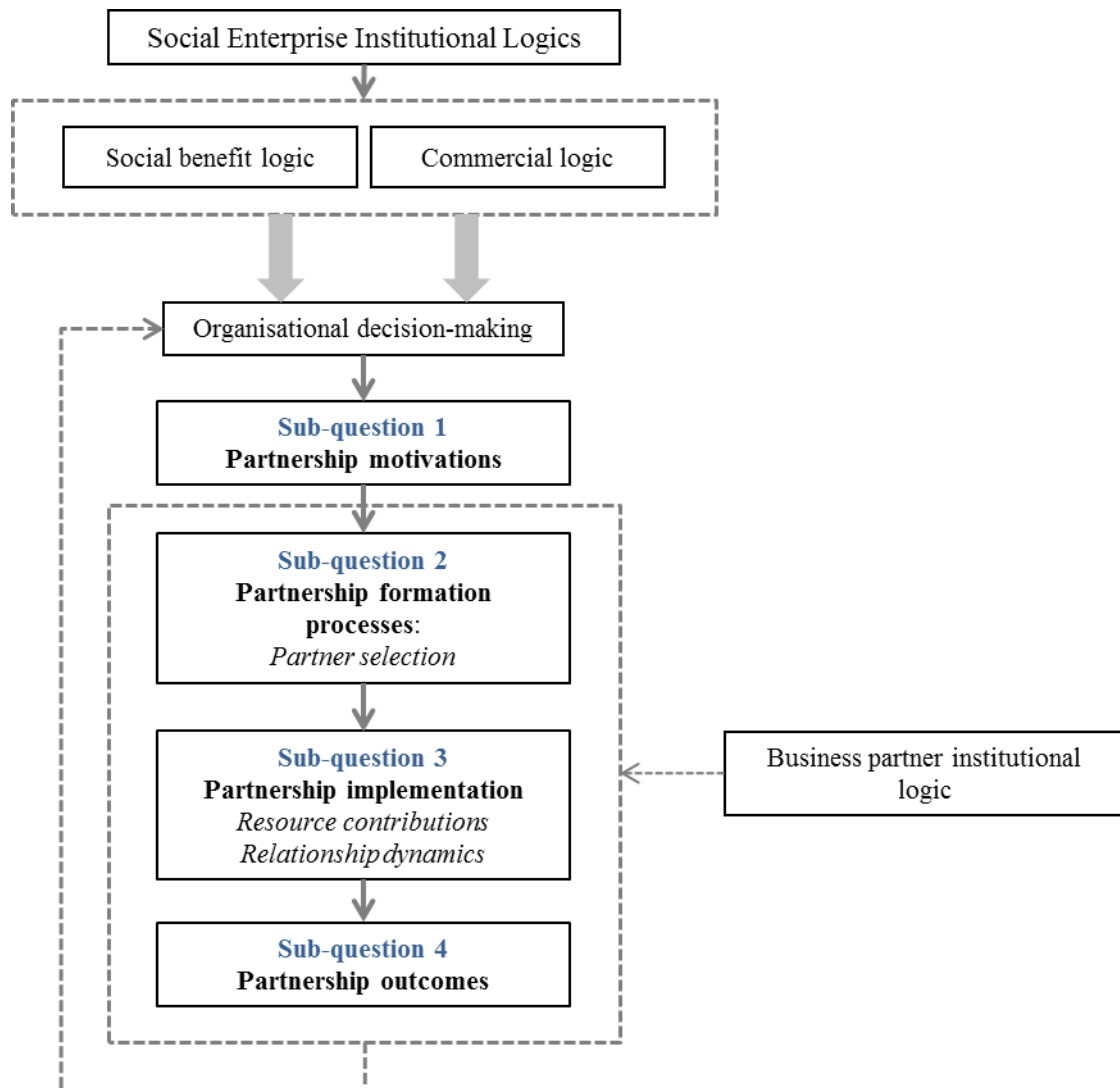 Social Enterprise Institutional Logics
Social benefit logic
Commercial logic
Organisational decision-making
Sub-question 1
Partnership motivations
Sub-question 2
Partnership formation
processes:
Partner selection
Sub-question 3
Partnership implementation
Resource contributions
Relationship dynamics
Business partner institutional
logic
Sub-question 4
Partnership outcomes